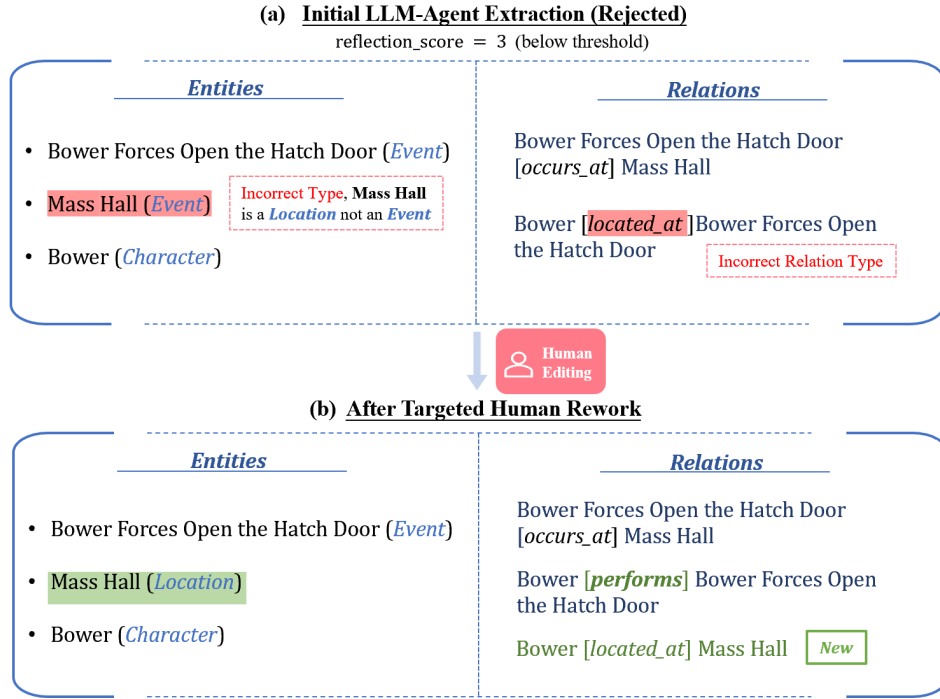 (a) Initial LLM-Agent Extraction (Rejected)
reflection_score = 3 (below threshold)
Entities
• Bower Forces Open the Hatch Door (Event)
• Mass Hall (Event)
Incorrect Type, Mass Hall
is a Location not an Event
• Bower (Character)
Relations
Bower Forces Open the Hatch Door
[occurs_at] Mass Hall
Bower [located_at ]Bower Forces Open
the Hatch Door
Incorrect Relation Type
Human
Editing
(b) After Targeted Human Rework
Entities
• Bower Forces Open the Hatch Door (Event)
• Mass Hall (Location)
• Bower (Character)
Relations
Bower Forces Open the Hatch Door
[occurs_at] Mass Hall
Bower [performs] Bower Forces Open
the Hatch Door
Bower [located_at] Mass Hall
New